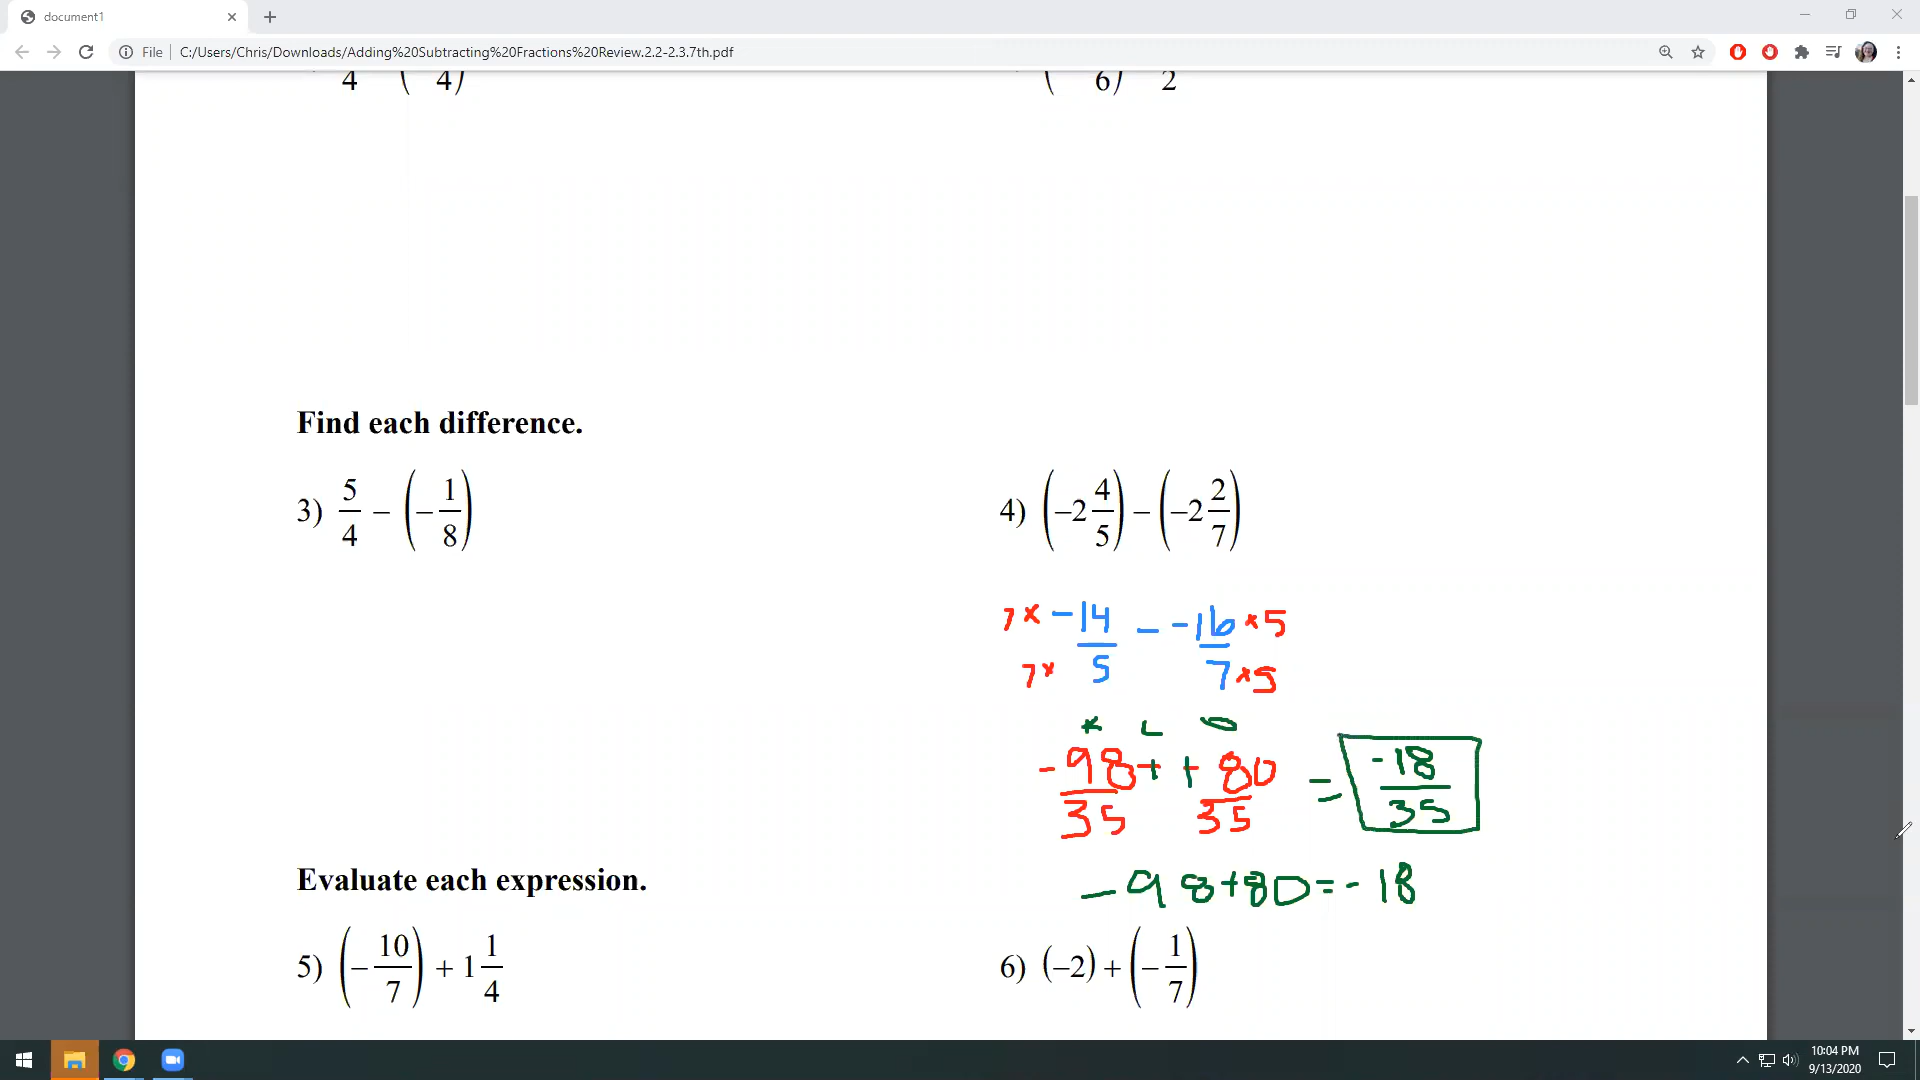 document1
File C:/Users/Chris/Downloads/Adding%20Subtracting%20Fractions%20Review.2.2-2.3.7th.pdf
4 ( 4) ( 6) 2
Find each difference.
3) 5/4 − (−1/8)
4) (−2 4/5) − (−2 2/7)
7× −14/5 7× − −16/7 ×5 ×5
K C O
−98/35 + + 80/35 = −18/35
−98+80=−18
Evaluate each expression.
5) (−10/7) + 1 1/4
6) (−2) + (−1/7)
10:04 PM
9/13/2020